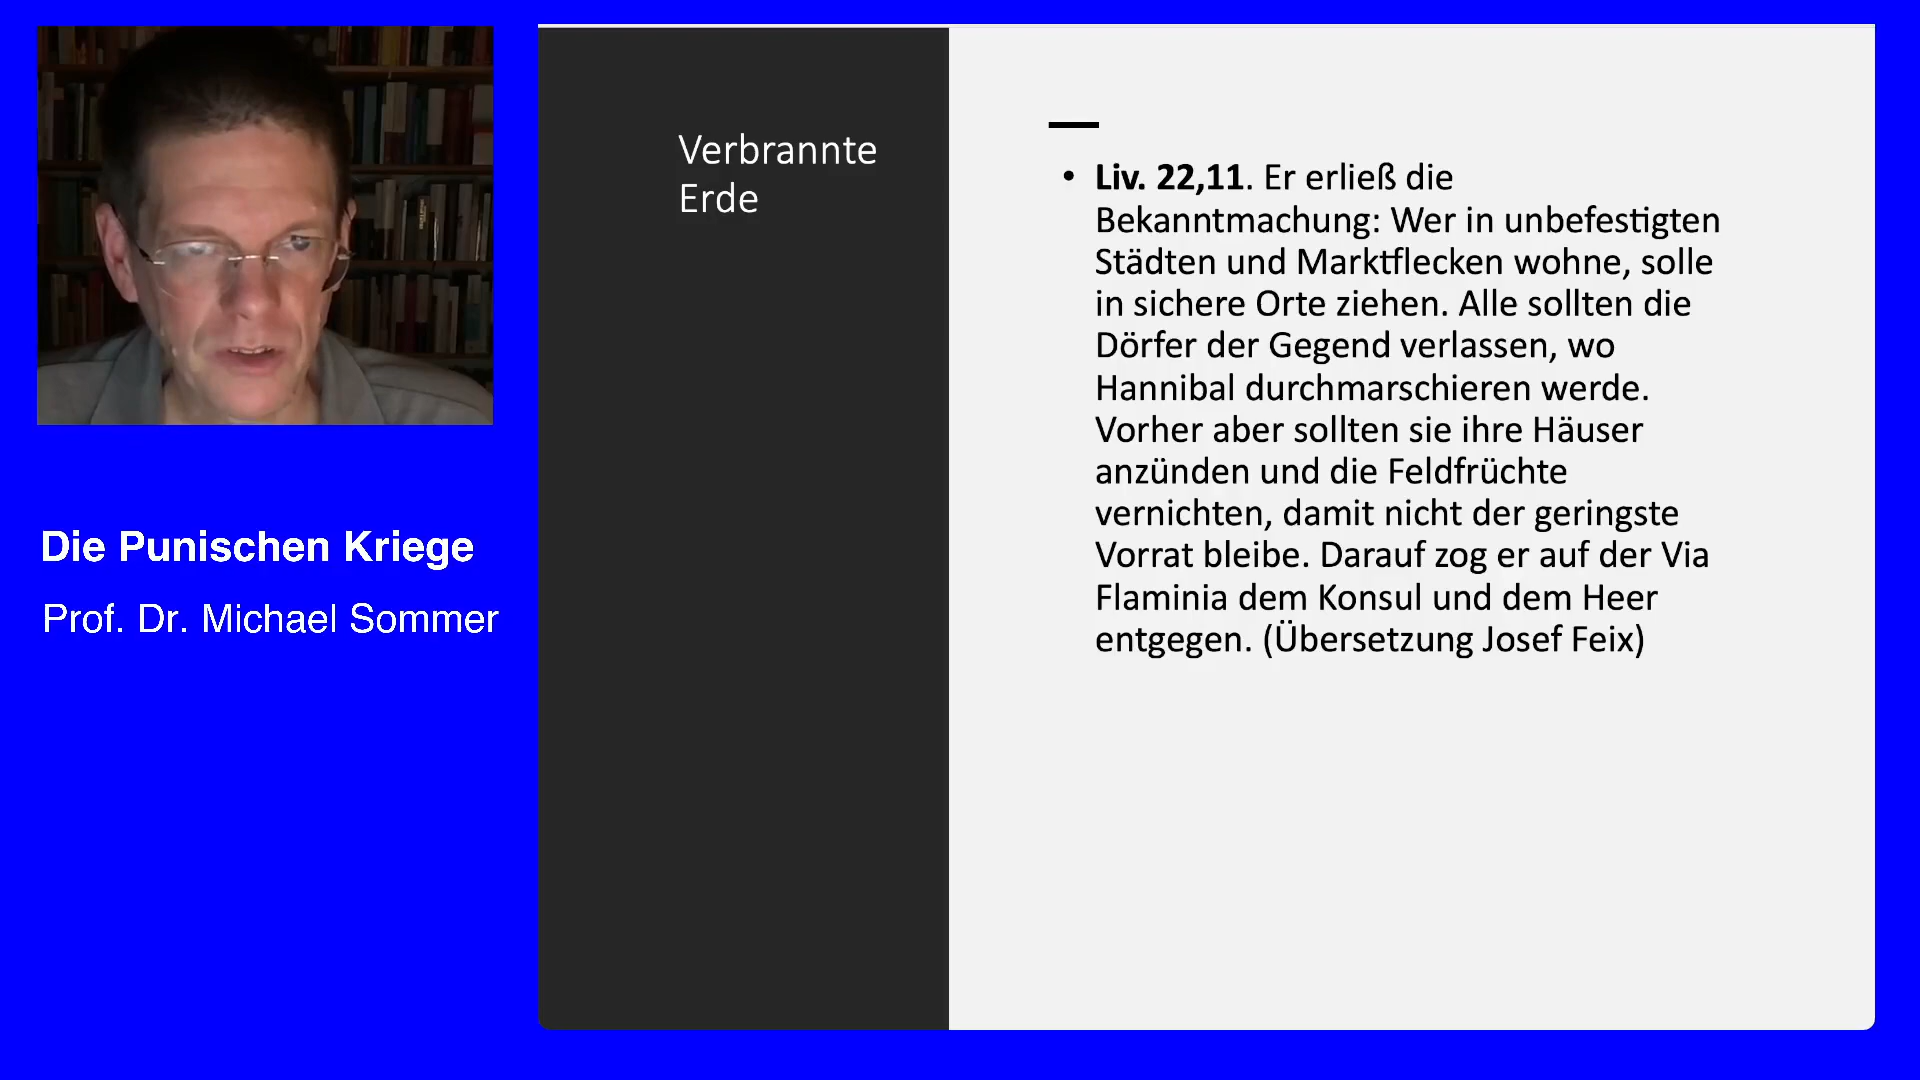 Die Punischen Kriege
Prof. Dr. Michael Sommer
Verbrannte
Erde
• Liv. 22,11. Er erließ die
Bekanntmachung: Wer in unbefestigten
Städten und Marktflecken wohne, solle
in sichere Orte ziehen. Alle sollten die
Dörfer der Gegend verlassen, wo
Hannibal durchmarschieren werde.
Vorher aber sollten sie ihre Häuser
anzünden und die Feldfrüchte
vernichten, damit nicht der geringste
Vorrat bleibe. Darauf zog er auf der Via
Flaminia dem Konsul und dem Heer
entgegen. (Übersetzung Josef Feix)